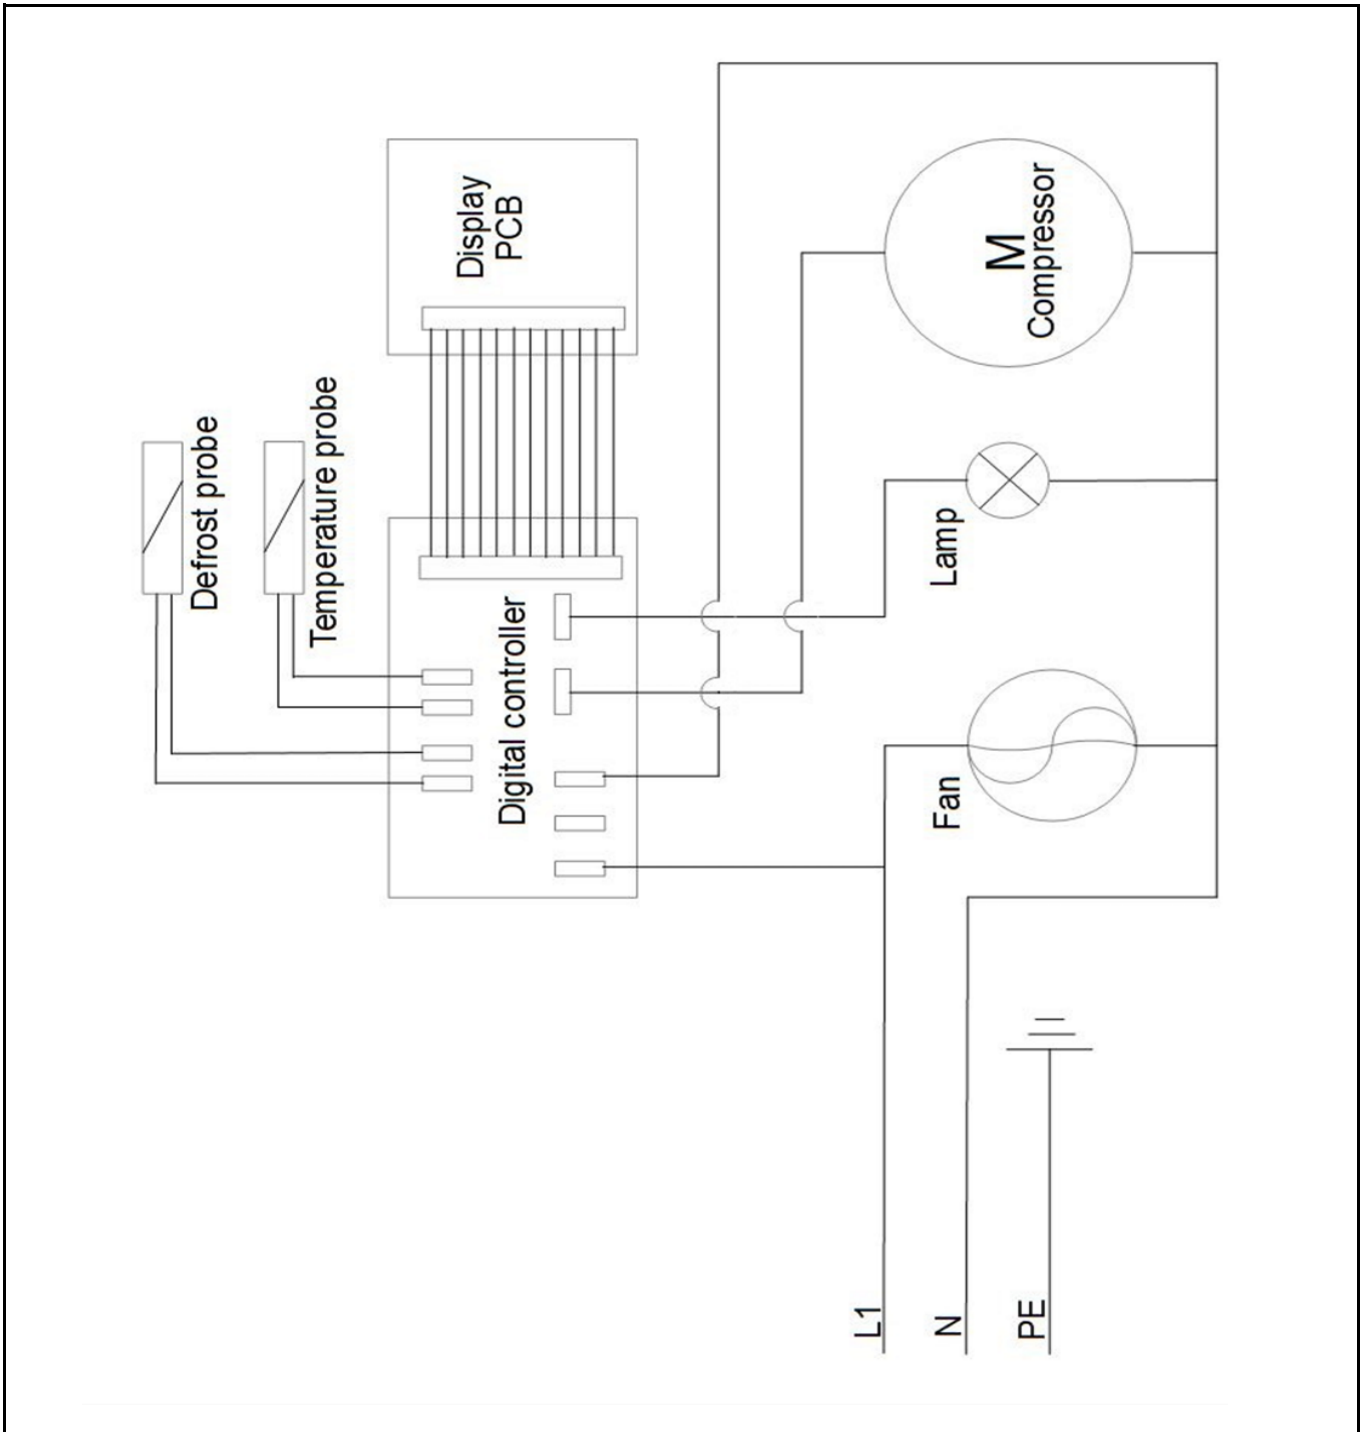 Defrost probe
Temperature probe
Display
PCB
Digital controller
M
Compressor
Lamp
Fan
L1
N
PE